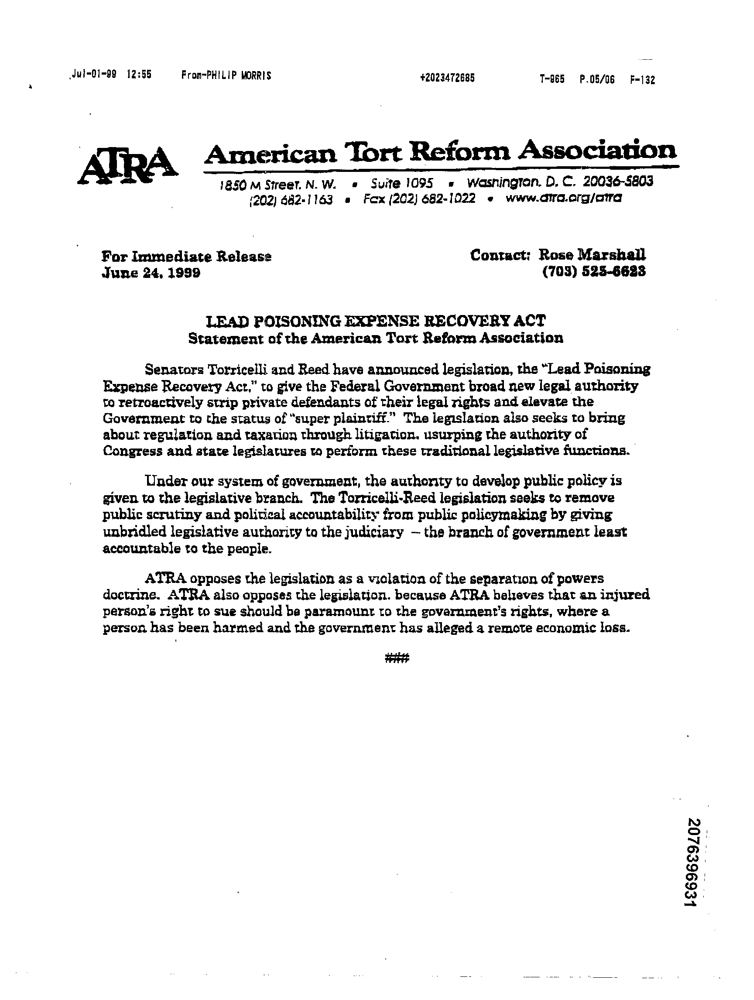 Jul-01-99 12:55 From-PHILIP MORRIS +2023472685 T-965 P.05/06 F-132
ATRA American Tort Reform Association
1850 M Street, N. W. • Suite 1095 • Washington, D. C. 20036-5803
(202) 682-1163 • Fax (202) 682-1022 • www.atra.org/atra
For Immediate Release Contact: Rose Marshall
June 24, 1999 (703) 525-6623
LEAD POISONING EXPENSE RECOVERY ACT
Statement of the American Tort Reform Association
Senators Torricelli and Reed have announced legislation, the "Lead Poisoning
Expense Recovery Act," to give the Federal Government broad new legal authority
to retroactively strip private defendants of their legal rights and elevate the
Government to the status of "super plaintiff." The legislation also seeks to bring
about regulation and taxation through litigation, usurping the authority of
Congress and state legislatures to perform these traditional legislative functions.
Under our system of government, the authority to develop public policy is
given to the legislative branch. The Torricelli-Reed legislation seeks to remove
public scrutiny and political accountability from public policymaking by giving
unbridled legislative authority to the judiciary – the branch of government least
accountable to the people.
ATRA opposes the legislation as a violation of the separation of powers
doctrine. ATRA also opposes the legislation, because ATRA believes that an injured
person's right to sue should be paramount to the government's rights, where a
person has been harmed and the government has alleged a remote economic loss.
###
2076396931